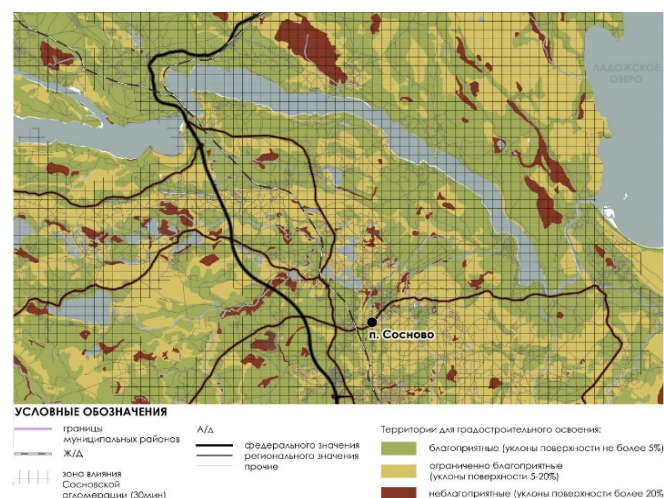 ЛАДОЖСКОЕ
ОЗЕРО
п. Сосново
УСЛОВНЫЕ ОБОЗНАЧЕНИЯ
границы
муниципальных районов
Ж/Д
зона влияния
Сосновской
агломерации (30мин)
А/д
федерального значения
регионального значения
прочие
Территории для градостроительного освоения:
благоприятные (уклоны поверхности не более 5%)
ограниченно благоприятные
(уклоны поверхности 5-20%)
неблагоприятные (уклоны поверхности более 20%